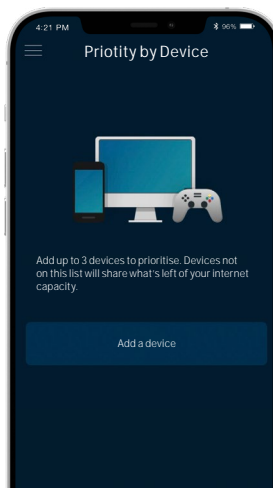 4:21 PM
96%
Priotity by Device
Add up to 3 devices to prioritise. Devices not
on this list will share what's left of your internet
capacity.
Add a device